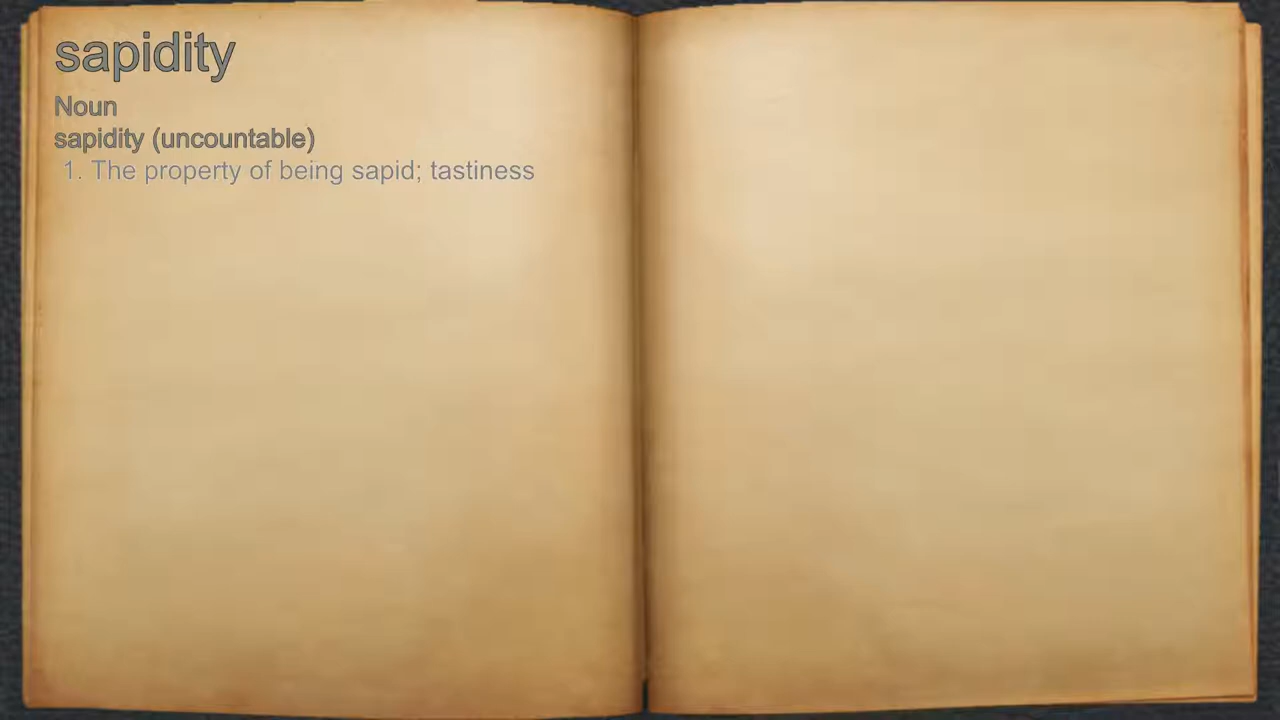 sapidity
Noun
sapidity (uncountable)
1. The property of being sapid; tastiness